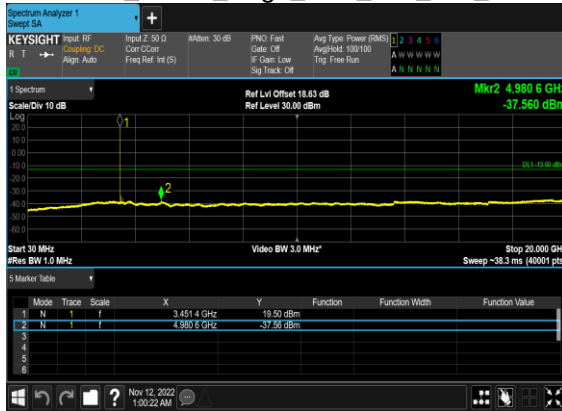 Spectrum Analyzer 1
Swept SA
+
KEYSIGHT Input: RF Input Z: 50 Ω #Atten: 30 dB PNO: Fast Avg Type: Power (RMS) 1 2 3 4 5 6
R T Coupling: DC Corr CCorr Gate: Off Avg|Hold: 100/100 A W W W W W
Align: Auto Freq Ref: Int (S) IF Gain: Low Trig: Free Run
LU Sig Track: Off A N N N N N
1 Spectrum Ref Lvl Offset 18.63 dB Mkr2 4.980 6 GHz
Scale/Div 10 dB Ref Level 30.00 dBm -37.560 dBm
Log
20.0
10.0
0.00
-10.0
-20.0
-30.0
-40.0
-50.0
-60.0
1
2
DL1 -13.00 dBm
Start 30 MHz Video BW 3.0 MHz* Stop 20.000 GHz
#Res BW 1.0 MHz Sweep ~38.3 ms (40001 pts)
5 Marker Table
Mode Trace Scale X Y Function Function Width Function Value
1 N 1 f 3.451 4 GHz 19.50 dBm
2 N 1 f 4.980 6 GHz -37.56 dBm
3
4
5
6
? Nov 12, 2022
1:00:22 AM